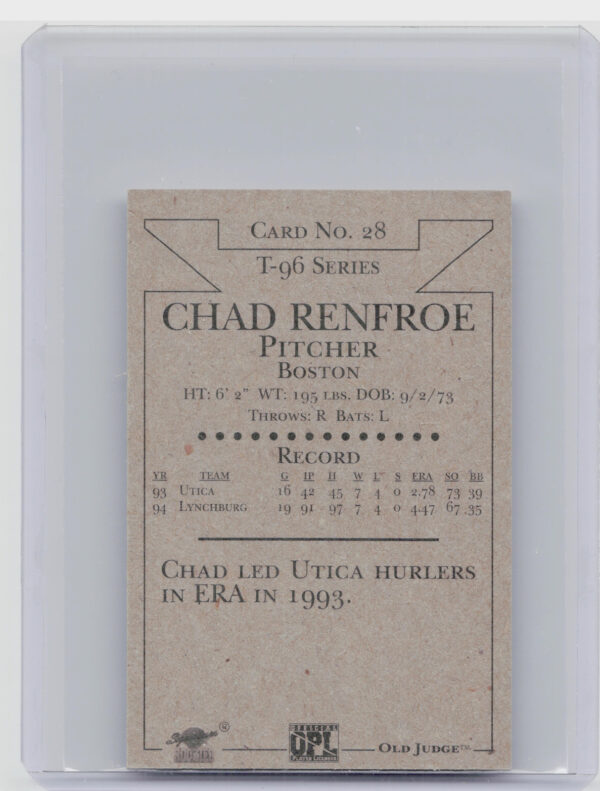 CARD NO. 28
T-96 SERIES
CHAD RENFROE
PITCHER
BOSTON
HT: 6' 2" WT: 195 LBS. DOB: 9/2/73
THROWS: R BATS: L
RECORD
YR TEAM G IP H W L S ERA SO BB
93 UTICA 16 42 45 7 4 0 2.78 73 39
94 LYNCHBURG 19 91 97 7 4 0 4.47 67 35
CHAD LED UTICA HURLERS
IN ERA IN 1993.
®
OFFICIAL
OPL
PLAYER LICENSEE
OLD JUDGE™